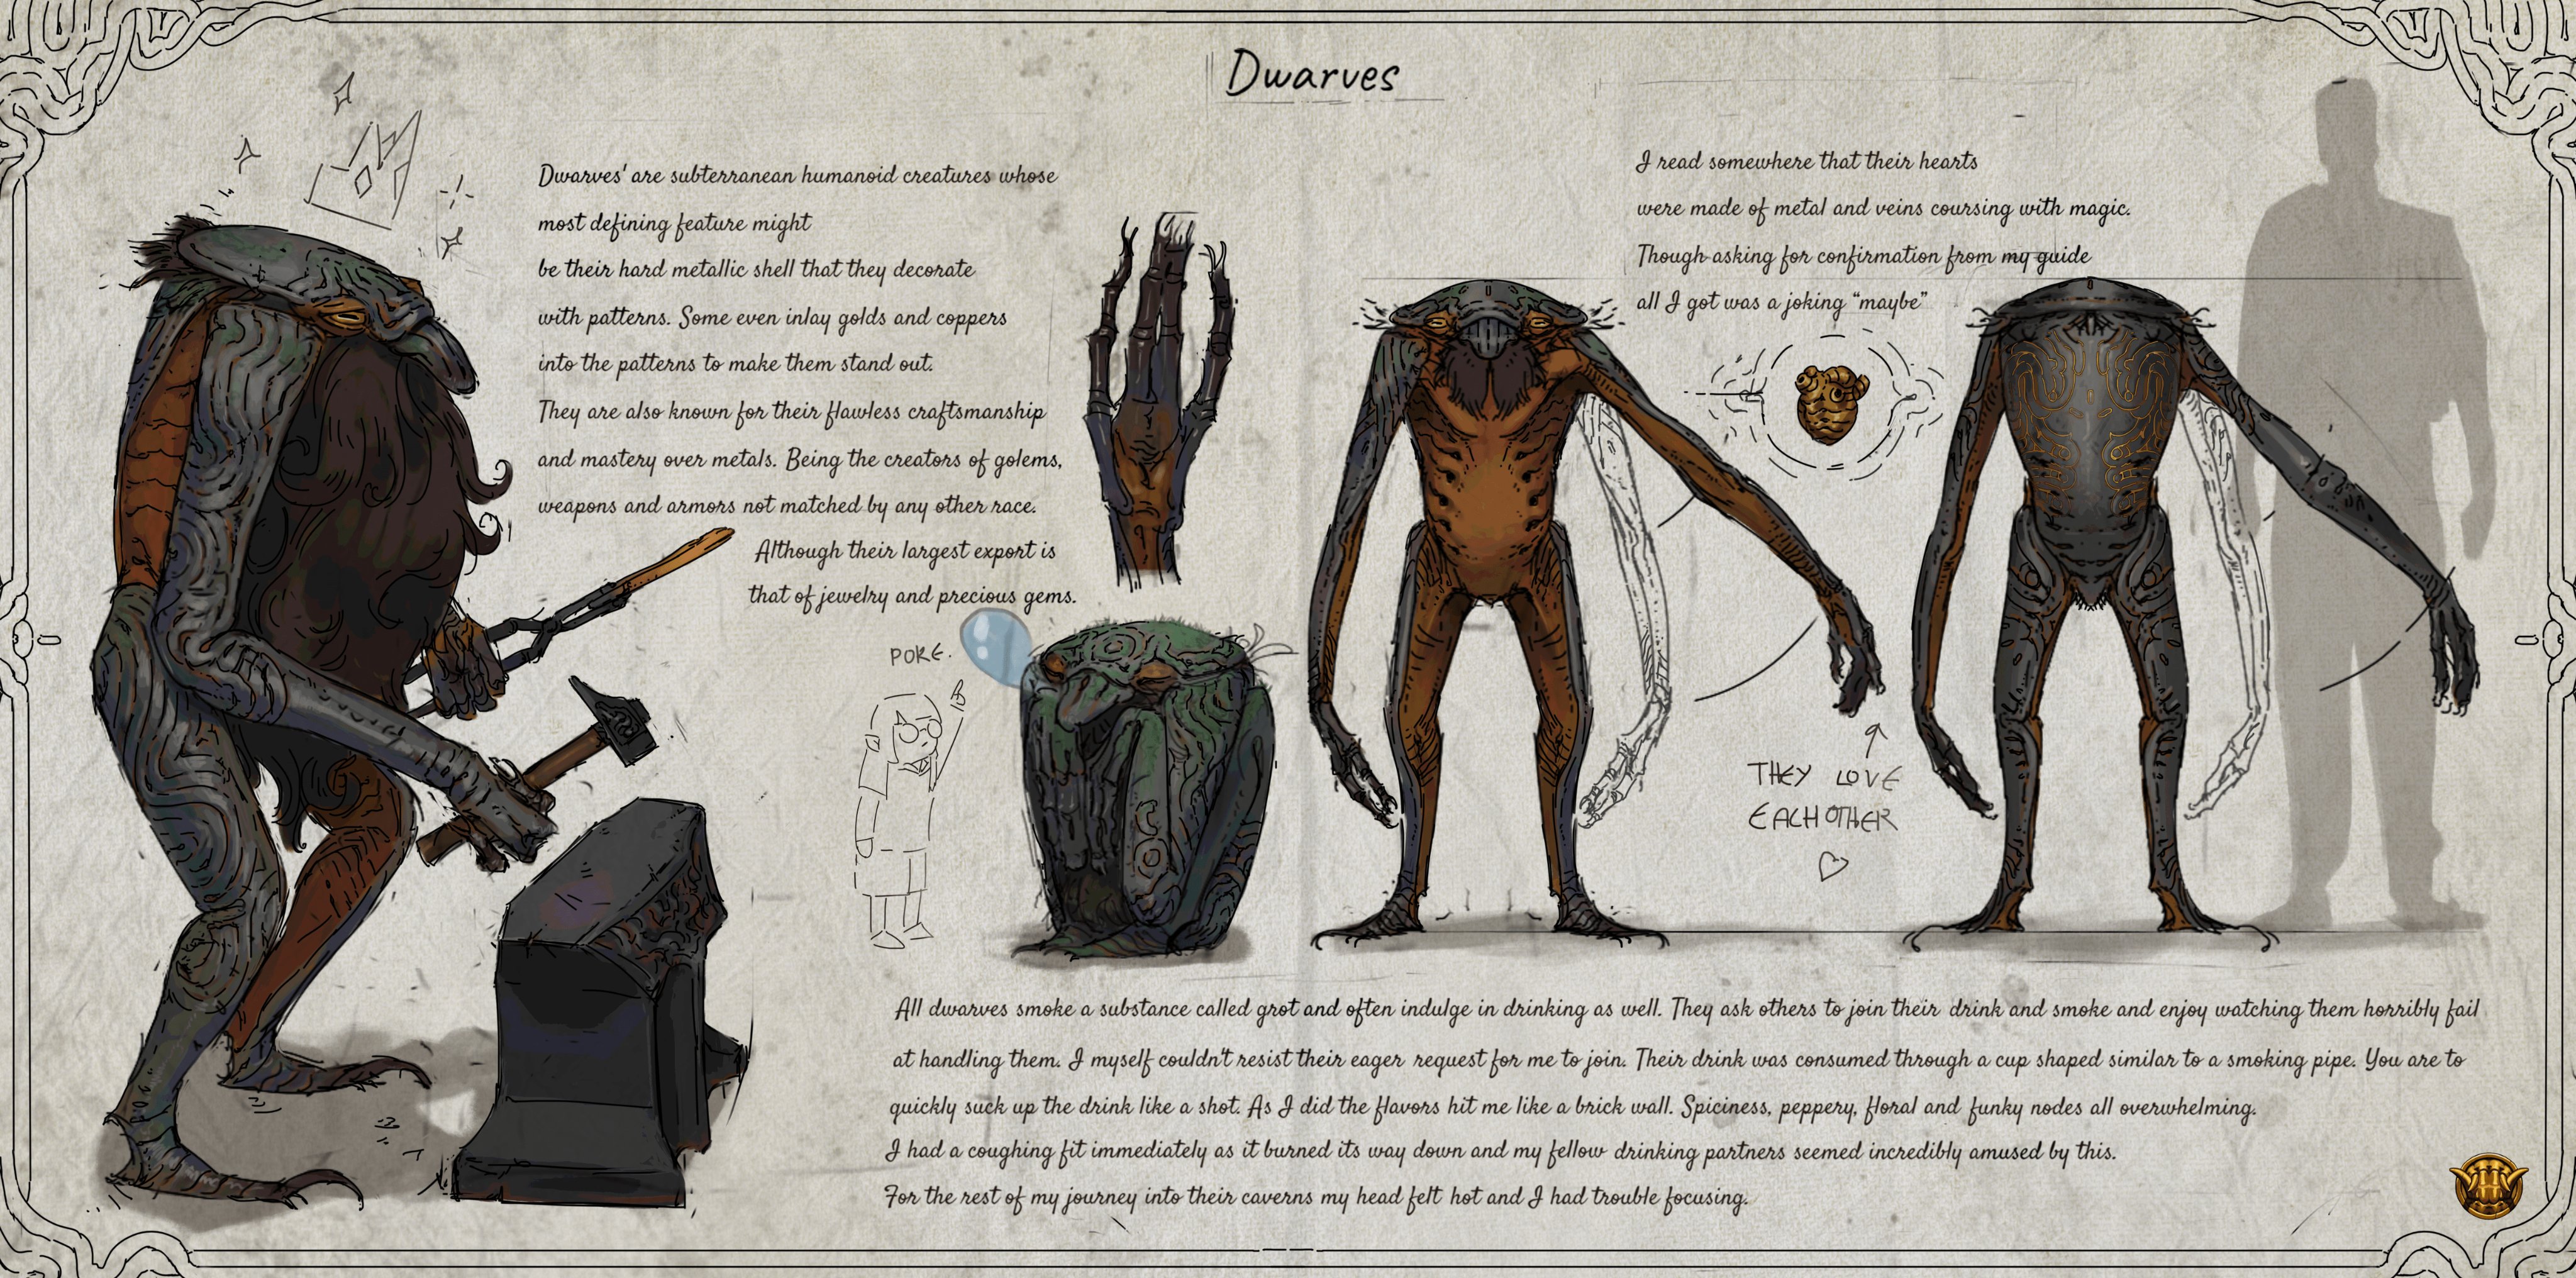 Dwarves
Dwarves' are subterranean humanoid creatures whose
most defining feature might
be their hard metallic shell that they decorate
with patterns. Some even inlay golds and coppers
into the patterns to make them stand out.
They are also known for their flawless craftsmanship
and mastery over metals. Being the creators of golems,
weapons and armors not matched by any other race.
Although their largest export is
that of jewelry and precious gems.
POKE.
I read somewhere that their hearts
were made of metal and veins coursing with magic.
Though asking for confirmation from my guide
all I got was a joking “maybe”
THEY LOVE
EACHOTHER
All dwarves smoke a substance called grot and often indulge in drinking as well. They ask others to join their drink and smoke and enjoy watching them horribly fail
at handling them. I myself couldn't resist their eager request for me to join. Their drink was consumed through a cup shaped similar to a smoking pipe. You are to
quickly suck up the drink like a shot. As I did the flavors hit me like a brick wall. Spiciness, peppery, floral and funky nodes all overwhelming.
I had a coughing fit immediately as it burned its way down and my fellow drinking partners seemed incredibly amused by this.
For the rest of my journey into their caverns my head felt hot and I had trouble focusing.